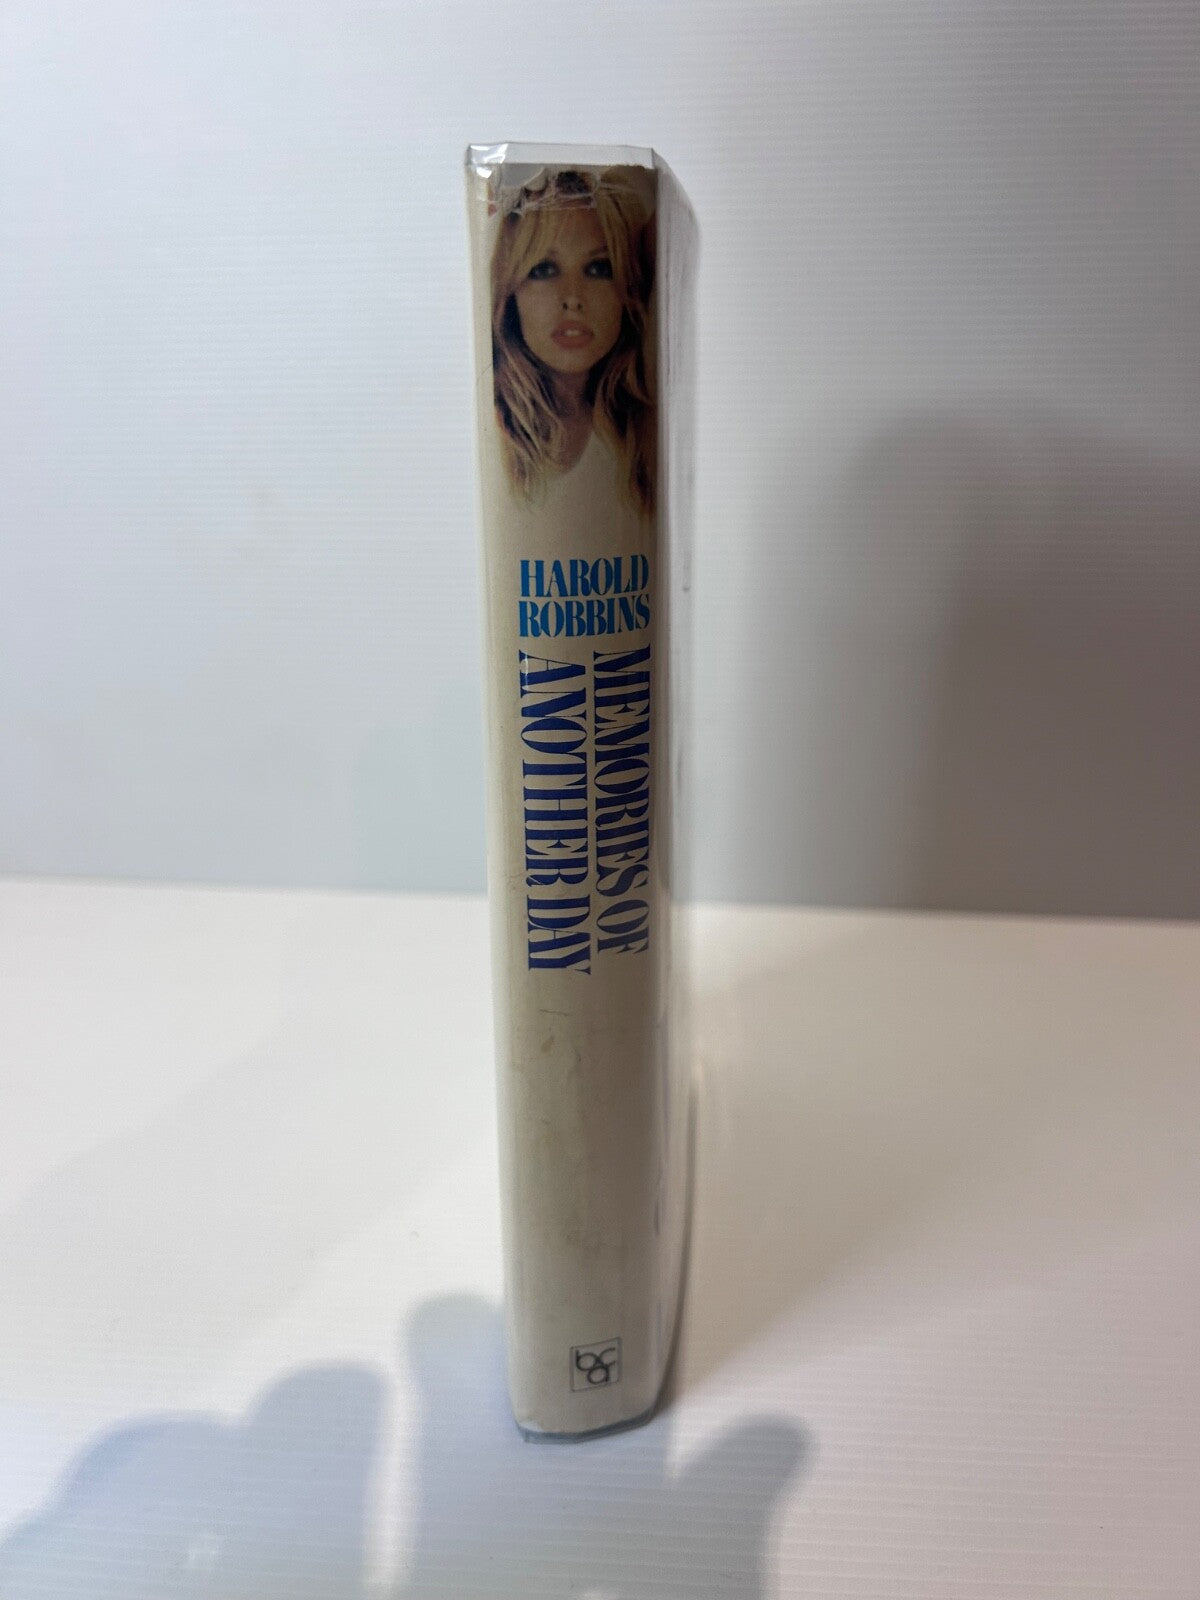 HAROLD
ROBBINS
MEMORIES OF
ANOTHER DAY
bca